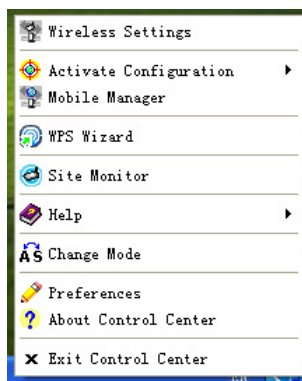 Wireless Settings
Activate Configuration
Mobile Manager
WPS Wizard
Site Monitor
Help
AS Change Mode
Preferences
? About Control Center
Exit Control Center